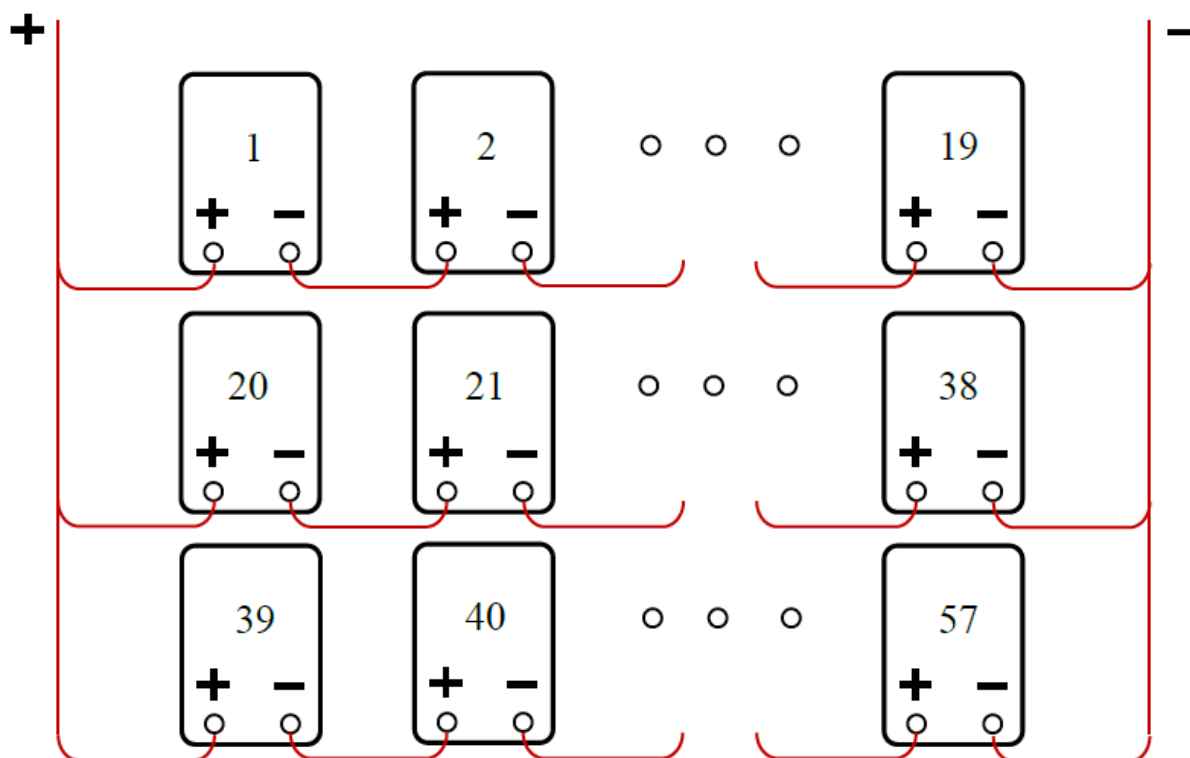 + −
1 2 ○ ○ ○ 19
+ − + − + −
20 21 ○ ○ ○ 38
+ − + − + −
39 40 ○ ○ ○ 57
+ − + − + −